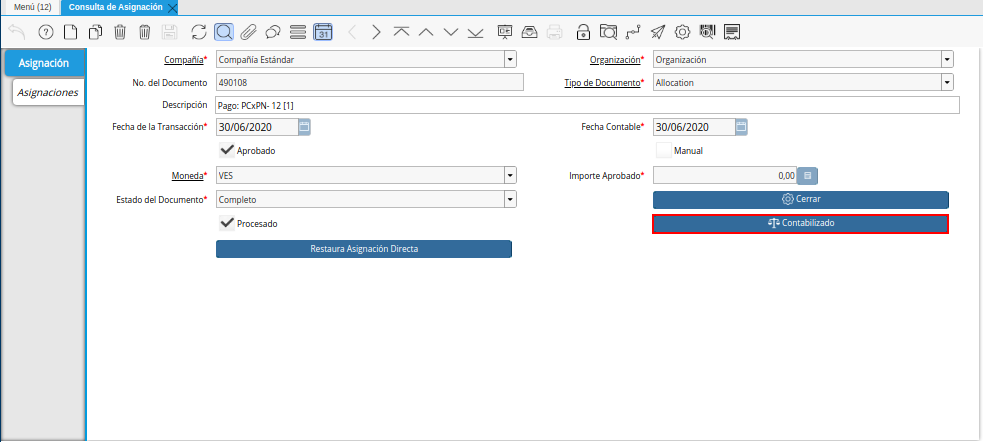 Menú (12) Consulta de Asignación
31
Asignación
Asignaciones
Compañía* Compañía Estándar Organización* Organización
No. del Documento 490108 Tipo de Documento* Allocation
Descripción Pago: PCxPN- 12 [1]
Fecha de la Transacción* 30/06/2020 Fecha Contable* 30/06/2020
Aprobado Manual
Moneda* VES Importe Aprobado* 0,00
Estado del Documento* Completo Cerrar
Procesado Contabilizado
Restaura Asignación Directa